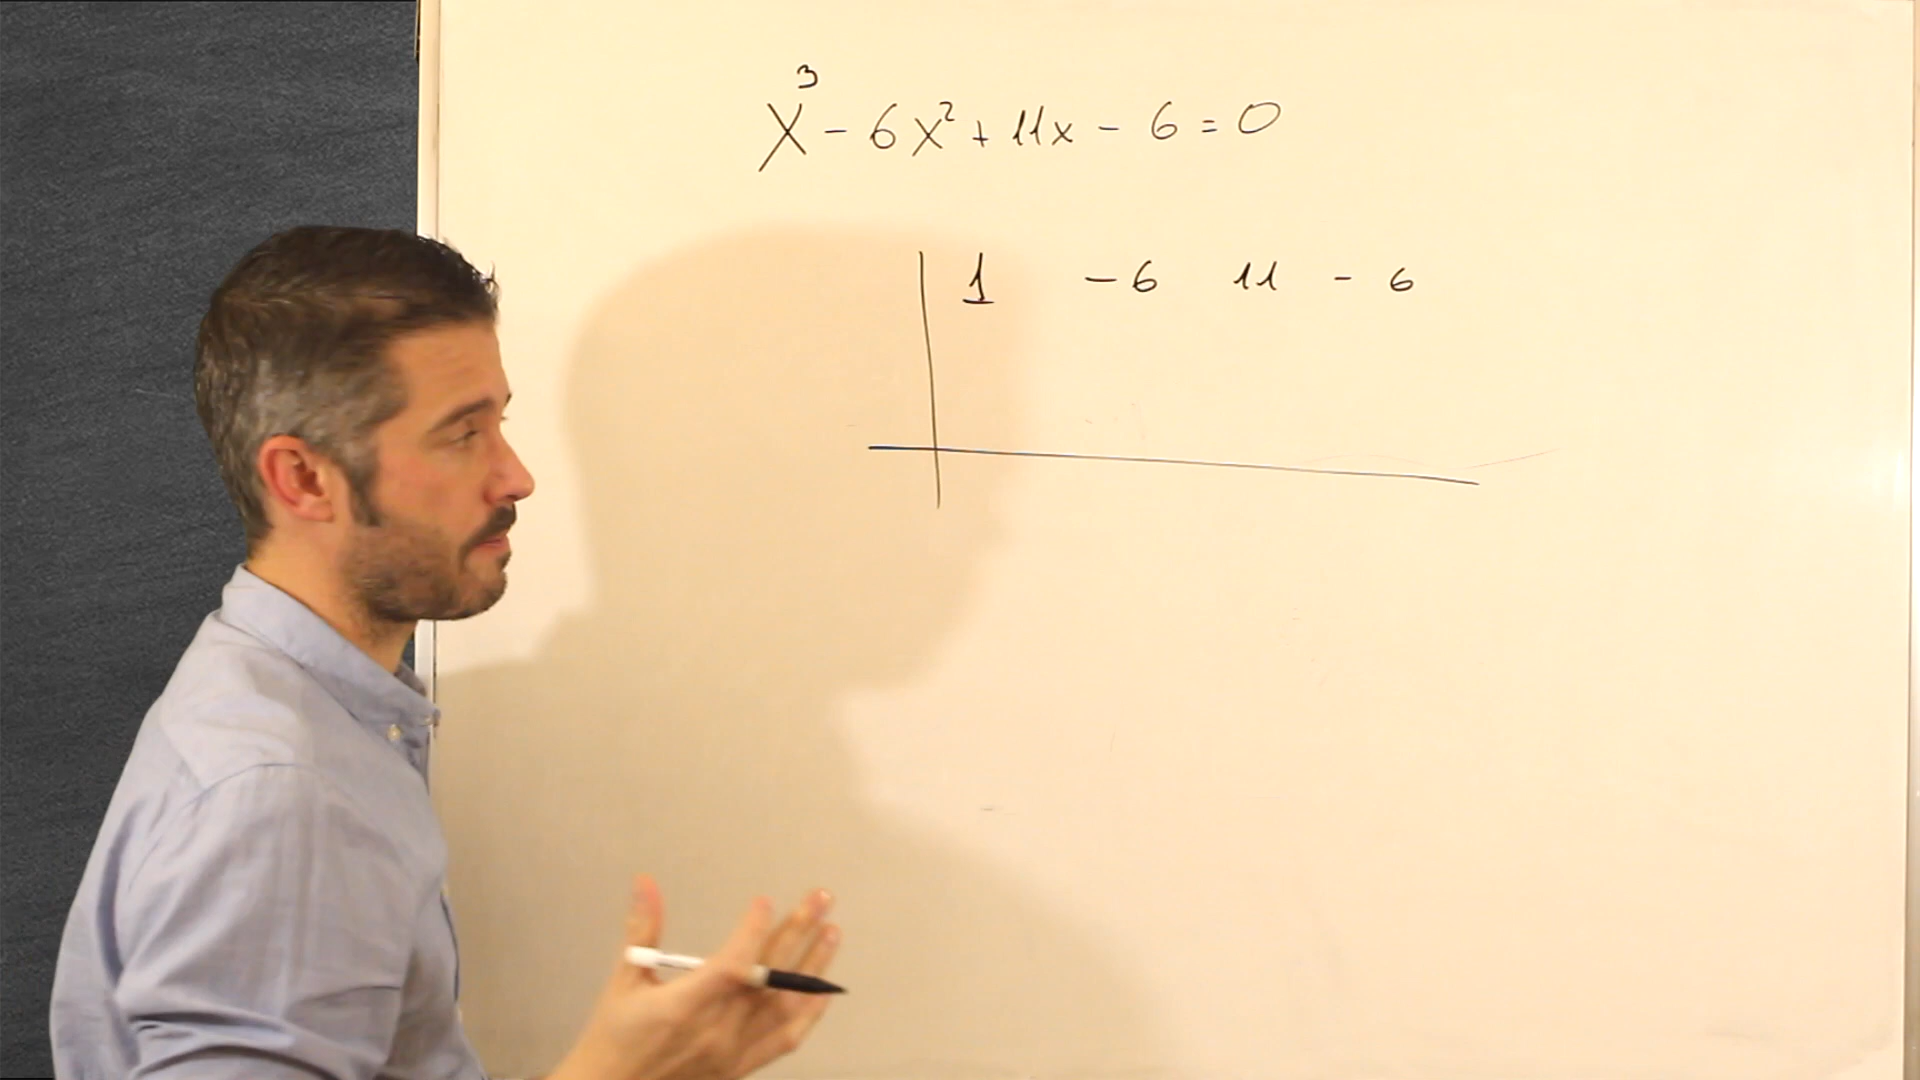 x³ - 6x² + 11x - 6 = 0
1 -6 11 -6